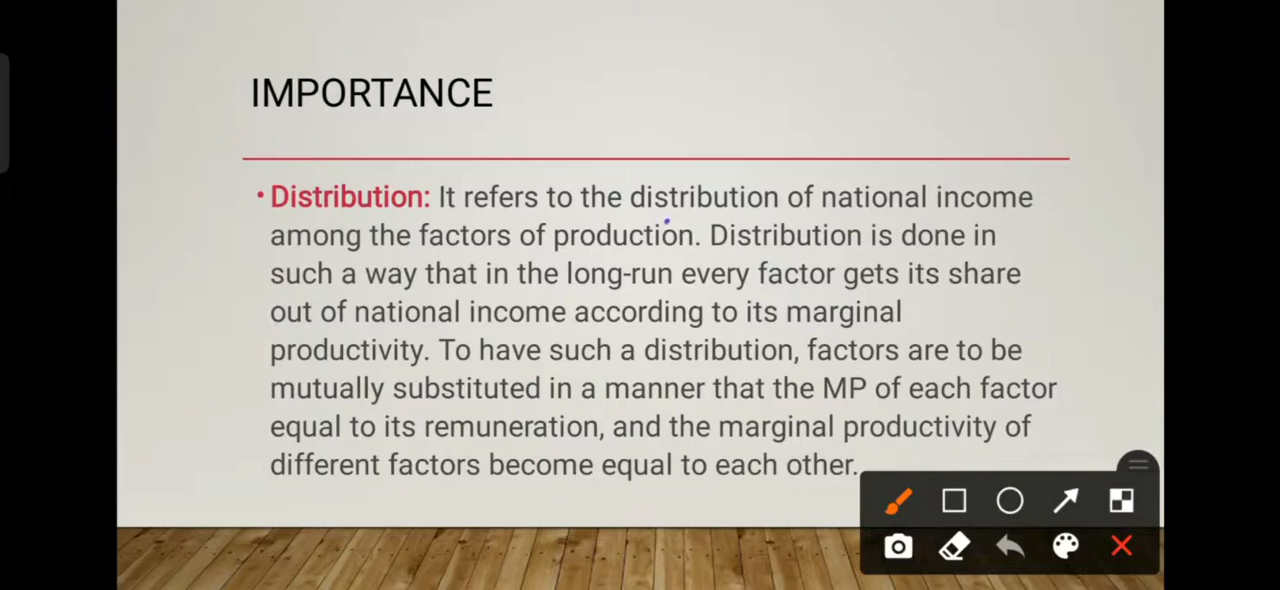 IMPORTANCE
• Distribution: It refers to the distribution of national income
among the factors of production. Distribution is done in
such a way that in the long-run every factor gets its share
out of national income according to its marginal
productivity. To have such a distribution, factors are to be
mutually substituted in a manner that the MP of each factor
equal to its remuneration, and the marginal productivity of
different factors become equal to each other.